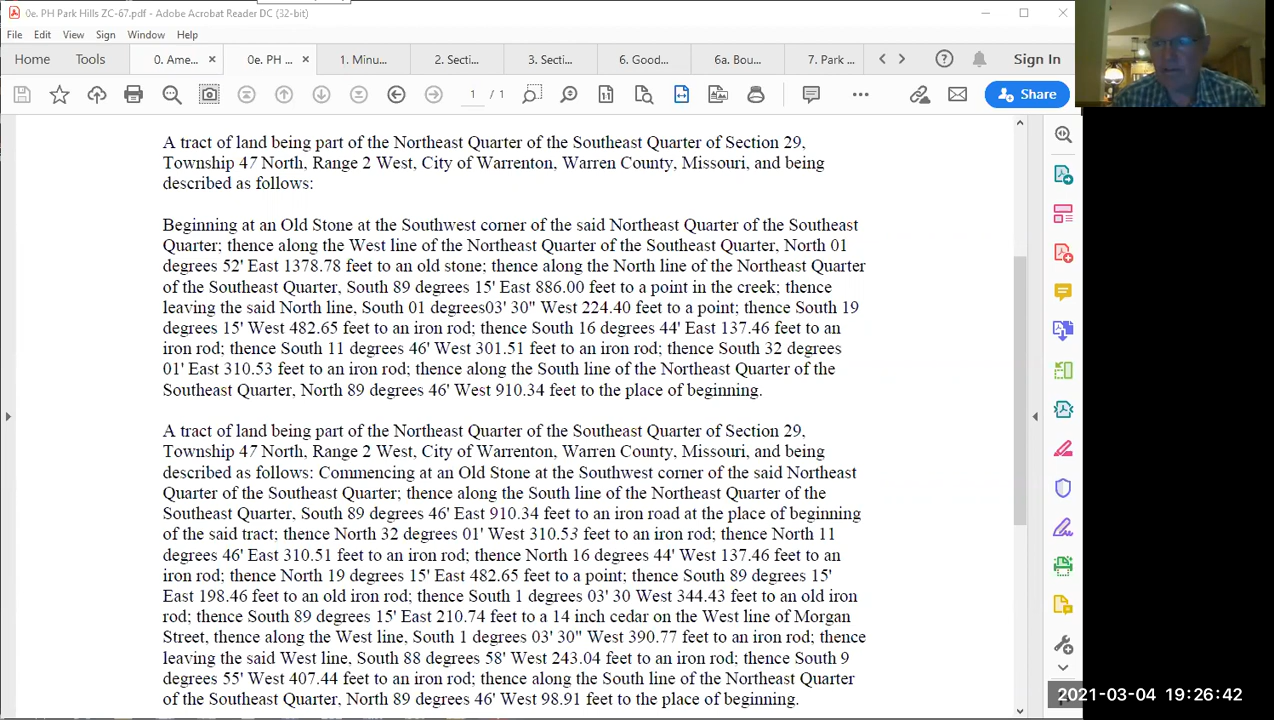 0e. PH Park Hills ZC-67.pdf - Adobe Acrobat Reader DC (32-bit)
File Edit View Sign Window Help
Home Tools 0. Ame... 0e. PH ... 1. Minu... 2. Secti... 3. Secti... 6. Good... 6a. Bou... 7. Park ... Sign In
1 / 1 Share
A tract of land being part of the Northeast Quarter of the Southeast Quarter of Section 29,
Township 47 North, Range 2 West, City of Warrenton, Warren County, Missouri, and being
described as follows:
Beginning at an Old Stone at the Southwest corner of the said Northeast Quarter of the Southeast
Quarter; thence along the West line of the Northeast Quarter of the Southeast Quarter, North 01
degrees 52' East 1378.78 feet to an old stone; thence along the North line of the Northeast Quarter
of the Southeast Quarter, South 89 degrees 15' East 886.00 feet to a point in the creek; thence
leaving the said North line, South 01 degrees03' 30" West 224.40 feet to a point; thence South 19
degrees 15' West 482.65 feet to an iron rod; thence South 16 degrees 44' East 137.46 feet to an
iron rod; thence South 11 degrees 46' West 301.51 feet to an iron rod; thence South 32 degrees
01' East 310.53 feet to an iron rod; thence along the South line of the Northeast Quarter of the
Southeast Quarter, North 89 degrees 46' West 910.34 feet to the place of beginning.
A tract of land being part of the Northeast Quarter of the Southeast Quarter of Section 29,
Township 47 North, Range 2 West, City of Warrenton, Warren County, Missouri, and being
described as follows: Commencing at an Old Stone at the Southwest corner of the said Northeast
Quarter of the Southeast Quarter; thence along the South line of the Northeast Quarter of the
Southeast Quarter, South 89 degrees 46' East 910.34 feet to an iron road at the place of beginning
of the said tract; thence North 32 degrees 01' West 310.53 feet to an iron rod; thence North 11
degrees 46' East 310.51 feet to an iron rod; thence North 16 degrees 44' West 137.46 feet to an
iron rod; thence North 19 degrees 15' East 482.65 feet to a point; thence South 89 degrees 15'
East 198.46 feet to an old iron rod; thence South 1 degrees 03' 30 West 344.43 feet to an old iron
rod; thence South 89 degrees 15' East 210.74 feet to a 14 inch cedar on the West line of Morgan
Street, thence along the West line, South 1 degrees 03' 30" West 390.77 feet to an iron rod; thence
leaving the said West line, South 88 degrees 58' West 243.04 feet to an iron rod; thence South 9
degrees 55' West 407.44 feet to an iron rod; thence along the South line of the Northeast Quarter
of the Southeast Quarter, North 89 degrees 46' West 98.91 feet to the place of beginning.
2021-03-04 19:26:42